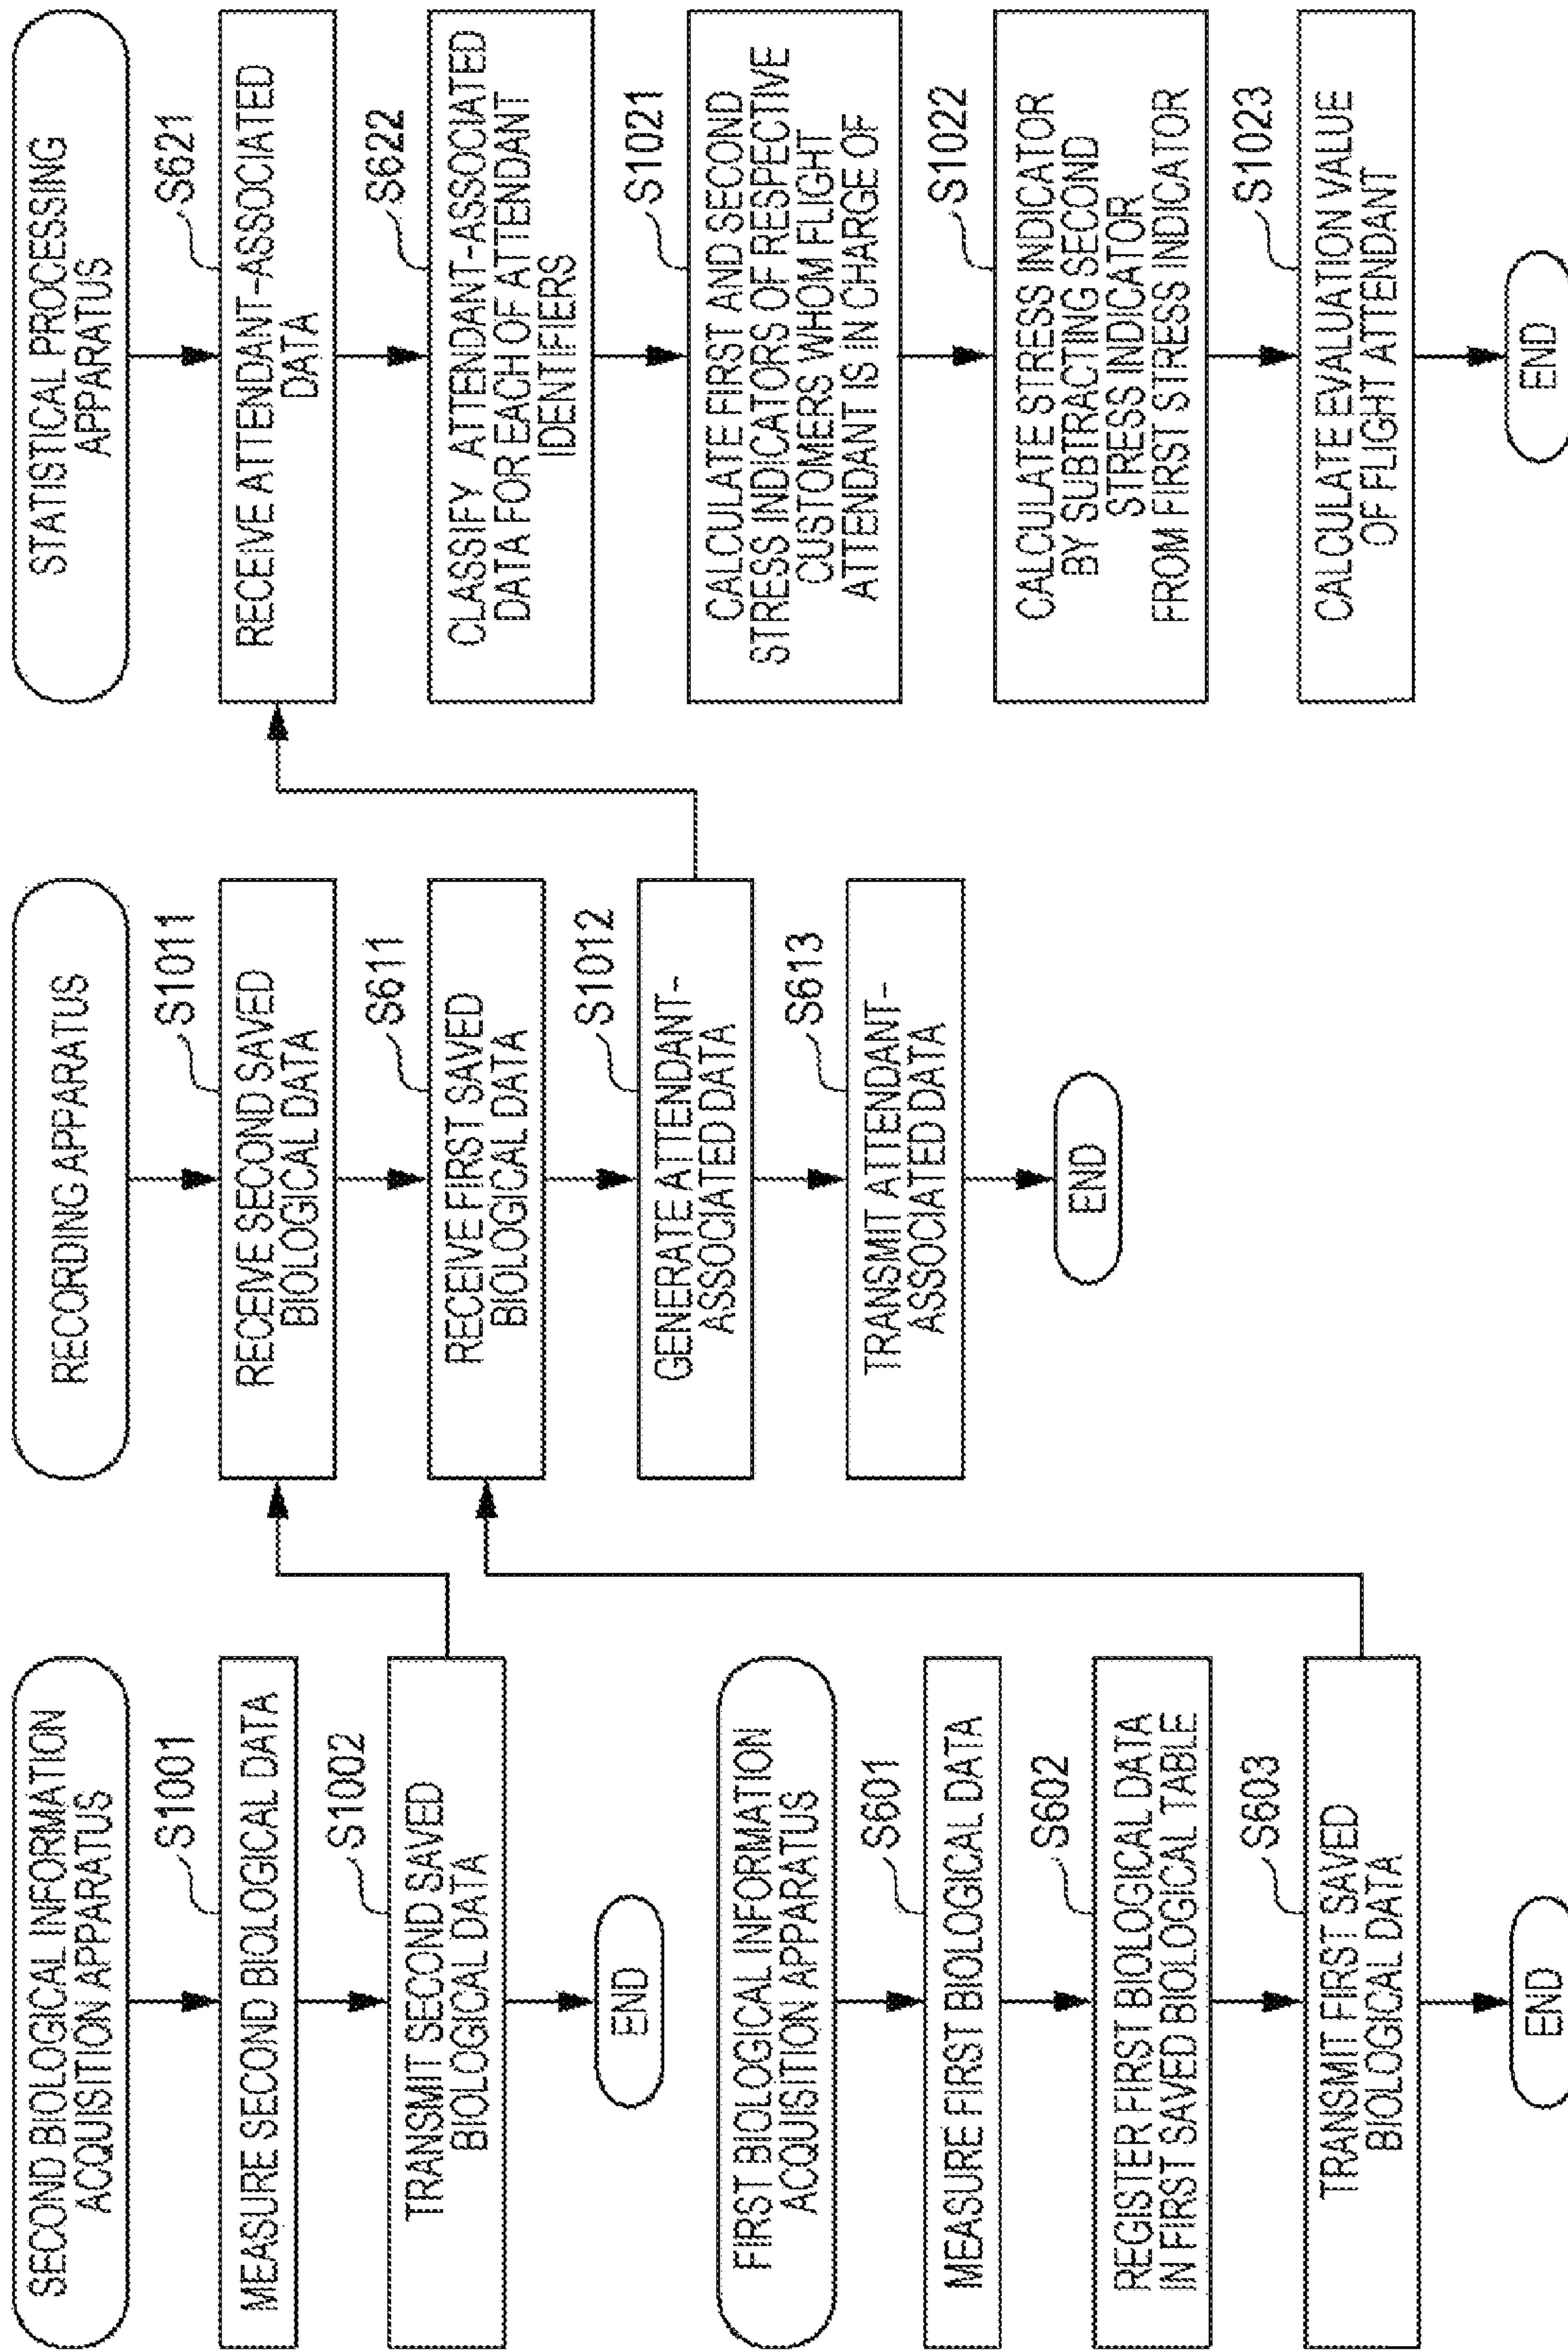 SECOND BIOLOGICAL INFORMATION
ACQUISITION APPARATUS
S1001
MEASURE SECOND BIOLOGICAL DATA
S1002
TRANSMIT SECOND SAVED
BIOLOGICAL DATA
END
FIRST BIOLOGICAL INFORMATION
ACQUISITION APPARATUS
S601
MEASURE FIRST BIOLOGICAL DATA
S602
REGISTER FIRST BIOLOGICAL DATA
IN FIRST SAVED BIOLOGICAL TABLE
S603
TRANSMIT FIRST SAVED
BIOLOGICAL DATA
END
RECORDING APPARATUS
S1011
RECEIVE SECOND SAVED
BIOLOGICAL DATA
S611
RECEIVE FIRST SAVED
BIOLOGICAL DATA
S1012
GENERATE ATTENDANT-
ASSOCIATED DATA
S613
TRANSMIT ATTENDANT-
ASSOCIATED DATA
END
STATISTICAL PROCESSING
APPARATUS
S621
RECEIVE ATTENDANT-ASSOCIATED
DATA
S622
CLASSIFY ATTENDANT-ASSOCIATED
DATA FOR EACH OF ATTENDANT
IDENTIFIERS
S1021
CALCULATE FIRST AND SECOND
STRESS INDICATORS OF RESPECTIVE
CUSTOMERS WHOM FLIGHT
ATTENDANT IS IN CHARGE OF
S1022
CALCULATE STRESS INDICATOR
BY SUBTRACTING SECOND
STRESS INDICATOR
FROM FIRST STRESS INDICATOR
S1023
CALCULATE EVALUATION VALUE
OF FLIGHT ATTENDANT
END